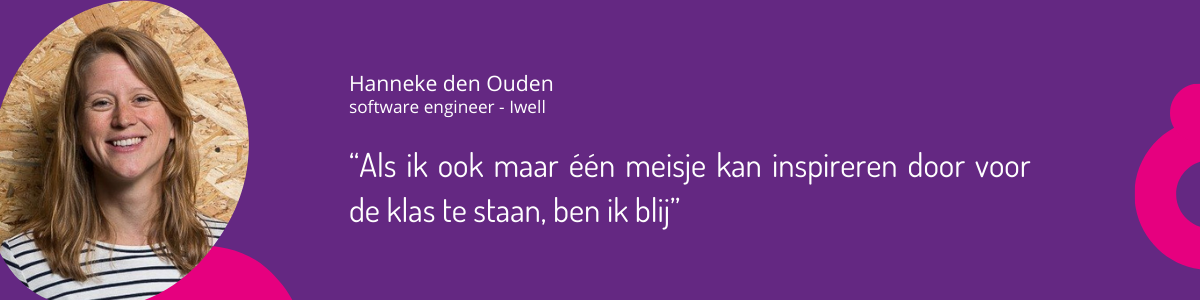 Hanneke den Ouden
software engineer - Iwell
“Als ik ook maar één meisje kan inspireren door voor
de klas te staan, ben ik blij”